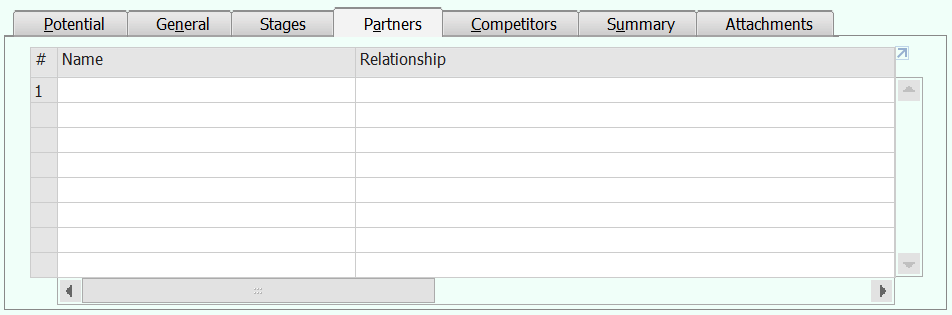 Potential General Stages Partners Competitors Summary Attachments
# Name Relationship
1